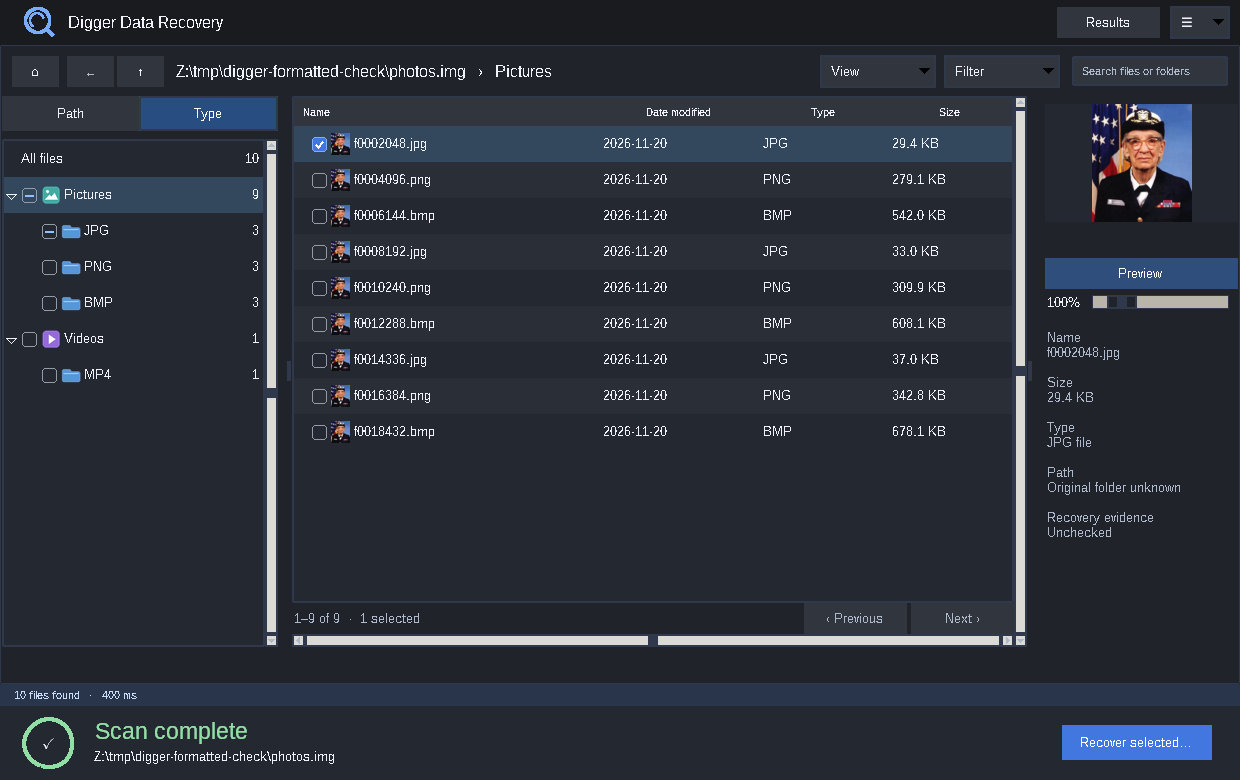 Digger Data Recovery
Results
☰
⌂ ← ↑ Z:\tmp\digger-formatted-check\photos.img › Pictures
View
Filter
Search files or folders
Path Type
All files 10
Pictures 9
JPG 3
PNG 3
BMP 3
Videos 1
MP4 1
Name Date modified Type Size
f0002048.jpg 2026-11-20 JPG 29.4 KB
f0004096.png 2026-11-20 PNG 279.1 KB
f0006144.bmp 2026-11-20 BMP 542.0 KB
f0008192.jpg 2026-11-20 JPG 33.0 KB
f0010240.png 2026-11-20 PNG 309.9 KB
f0012288.bmp 2026-11-20 BMP 608.1 KB
f0014336.jpg 2026-11-20 JPG 37.0 KB
f0016384.png 2026-11-20 PNG 342.8 KB
f0018432.bmp 2026-11-20 BMP 678.1 KB
1–9 of 9 · 1 selected
‹ Previous
Next ›
Preview
100%
Name
f0002048.jpg
Size
29.4 KB
Type
JPG file
Path
Original folder unknown
Recovery evidence
Unchecked
10 files found · 400 ms
✓
Scan complete
Z:\tmp\digger-formatted-check\photos.img
Recover selected...